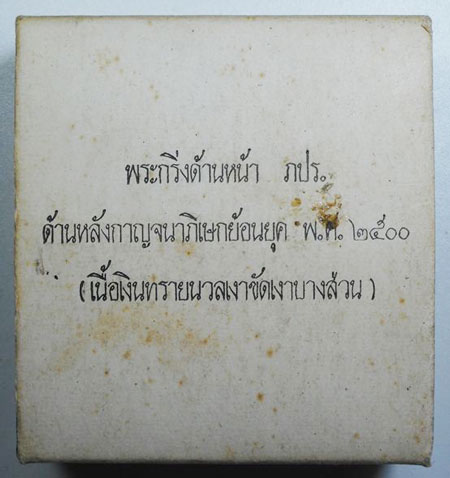 พระกริ่งด้านหน้า ภปร.
ด้านหลังกาญจนาภิเษกย้อนยุค พ.ศ. ๒๕๐๐
(เนื้อเงินทรายนวลเงาขัดเงาบางส่วน)